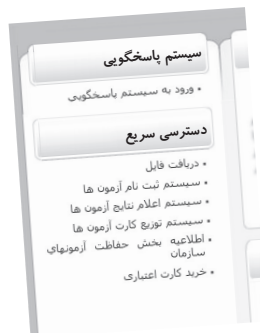 سیستم پاسخگویی
• ورود به سیستم پاسخگویی
دسترسی سریع
• دریافت فایل
• سیستم ثبت نام آزمون ها
• سیستم اعلام نتایج آزمون ها
• سیستم توزیع کارت آزمون ها
• اطلاعیه بخش حفاظت آزمونهای
سازمان
• خرید کارت اعتباری